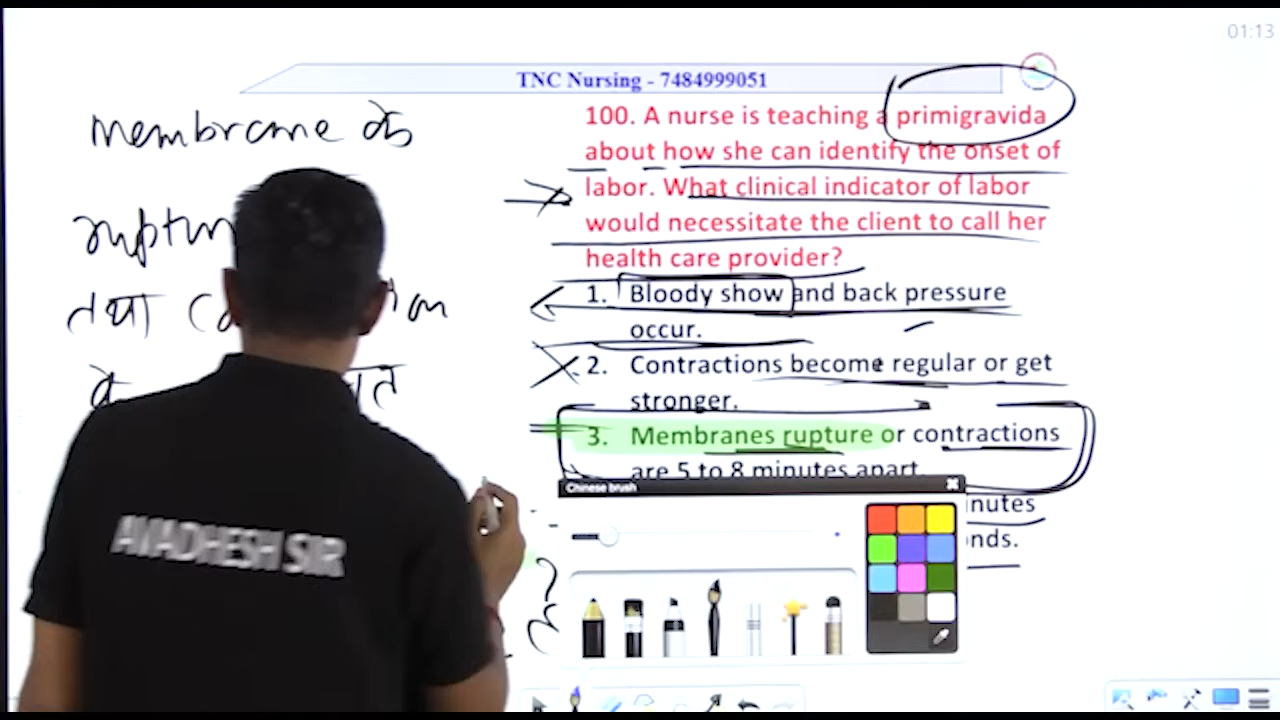 01:13
TNC Nursing - 7484999051
100. A nurse is teaching a primigravida
about how she can identify the onset of
labor. What clinical indicator of labor
would necessitate the client to call her
health care provider?
1. Bloody show and back pressure
occur.
2. Contractions become regular or get
stronger.
3. Membranes rupture or contractions
are 5 to 8 minutes apart.
nutes
nds.
Chinese brush
membrane के
तथा
AVADHESH SIR